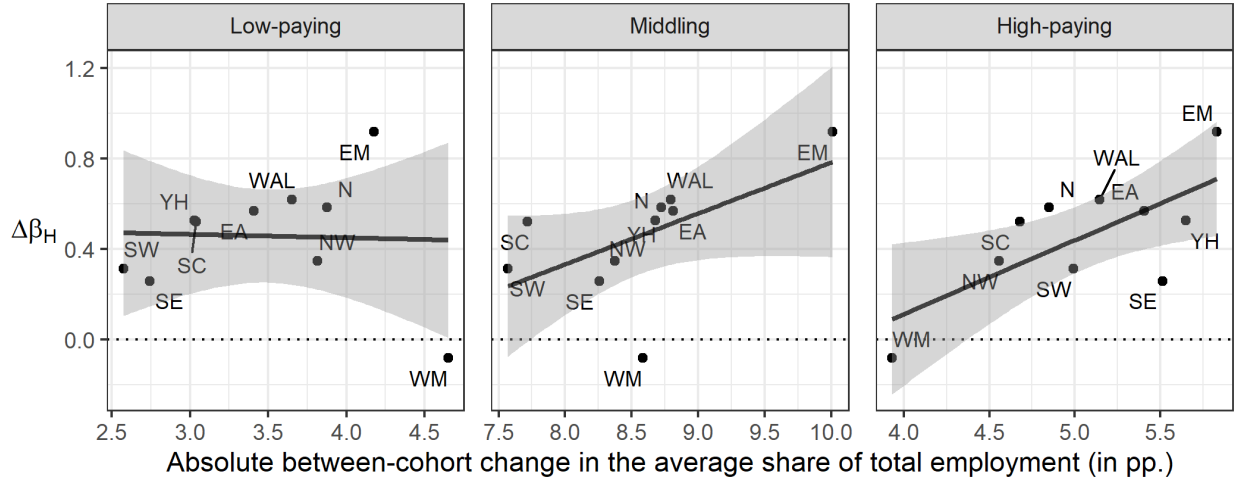 Low-paying Middling High-paying
1.2
0.8
0.4
0.0
ΔβH
EM
WAL
N
YH
EA
NW
SC
SW
SE
WM
EM
WAL
N
SC
YH
EA
NW
SW
SE
WM
EM
WAL
N
EA
SC
YH
NW
SW
SE
WM
2.5 3.0 3.5 4.0 4.5 7.5 8.0 8.5 9.0 9.5 10.0 4.0 4.5 5.0 5.5
Absolute between-cohort change in the average share of total employment (in pp.)